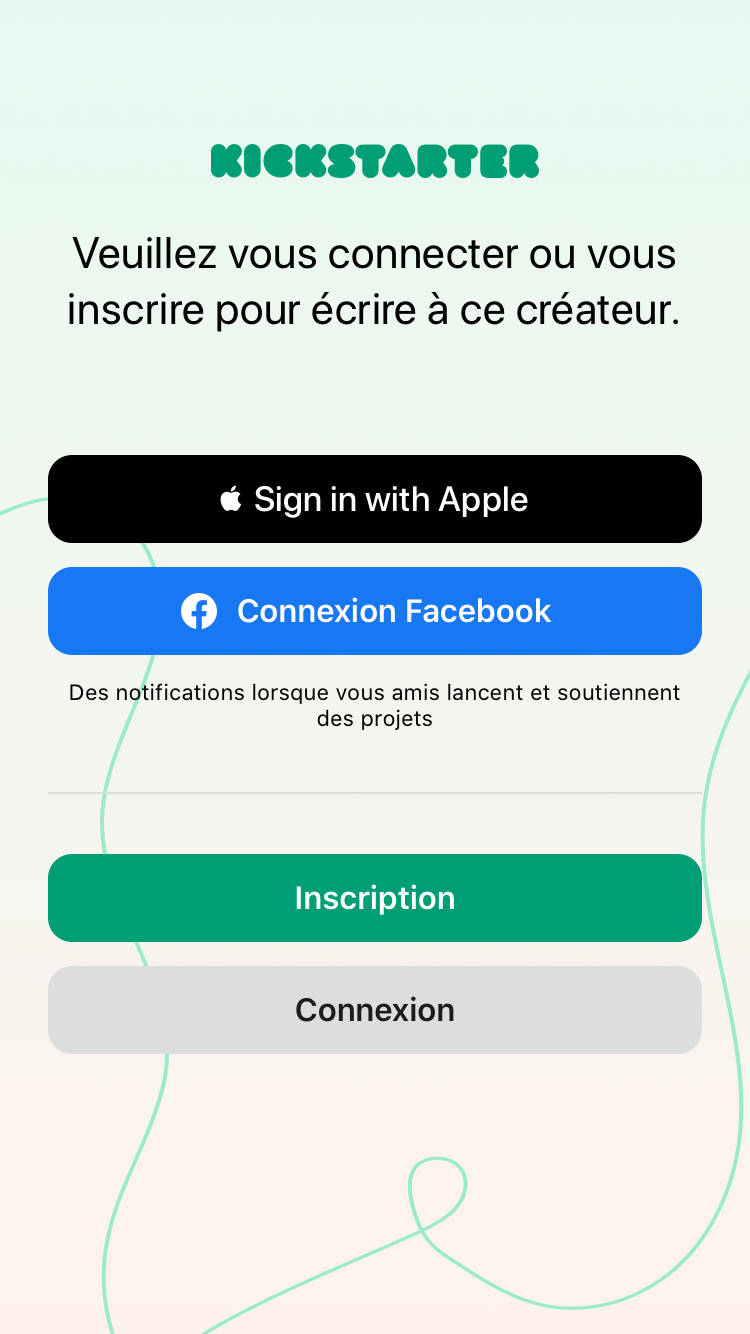 KICKSTARTER
Veuillez vous connecter ou vous
inscrire pour écrire à ce créateur.
Sign in with Apple
Connexion Facebook
Des notifications lorsque vous amis lancent et soutiennent
des projets
Inscription
Connexion